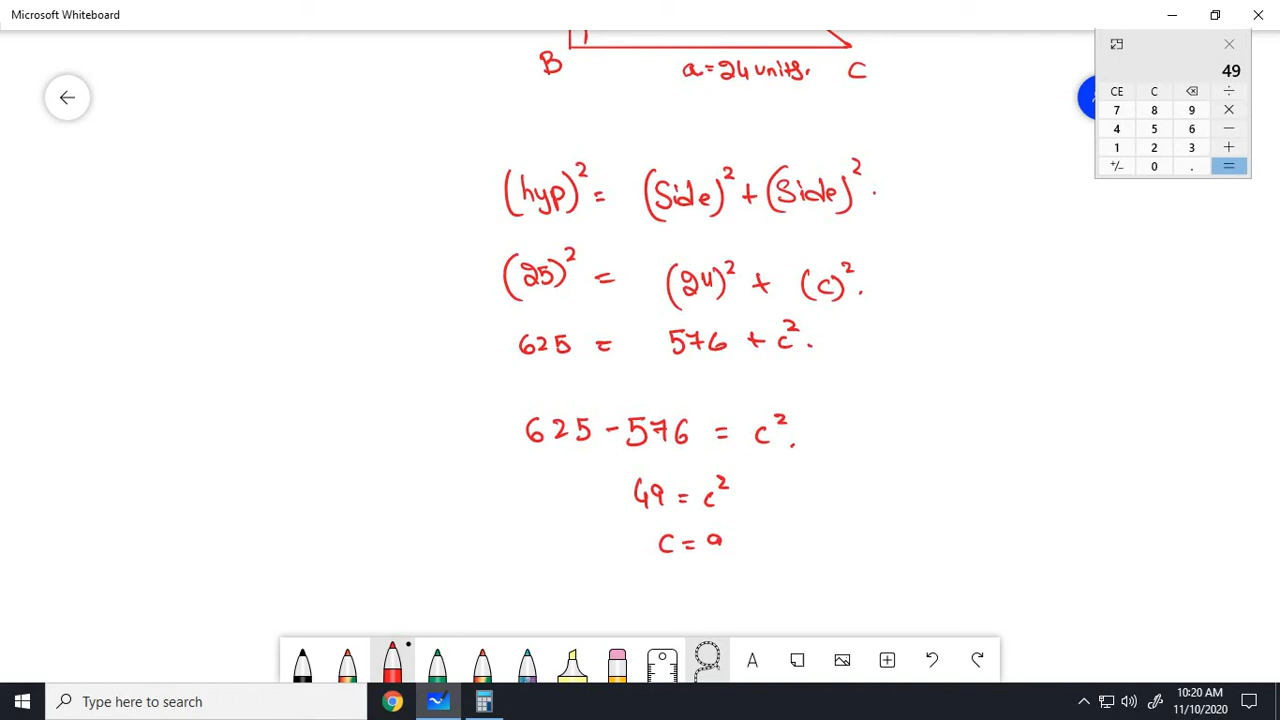 Microsoft Whiteboard
B
a = 24 units.
C
49
CE C ÷
7 8 9 ×
4 5 6 −
1 2 3 +
+/- 0 . =
(hyp)² = (Side)² + (Side)².
(25)² = (24)² + (c)².
625 = 576 + c².
625 - 576 = c².
49 = c²
C =
A
Type here to search
10:20 AM
11/10/2020